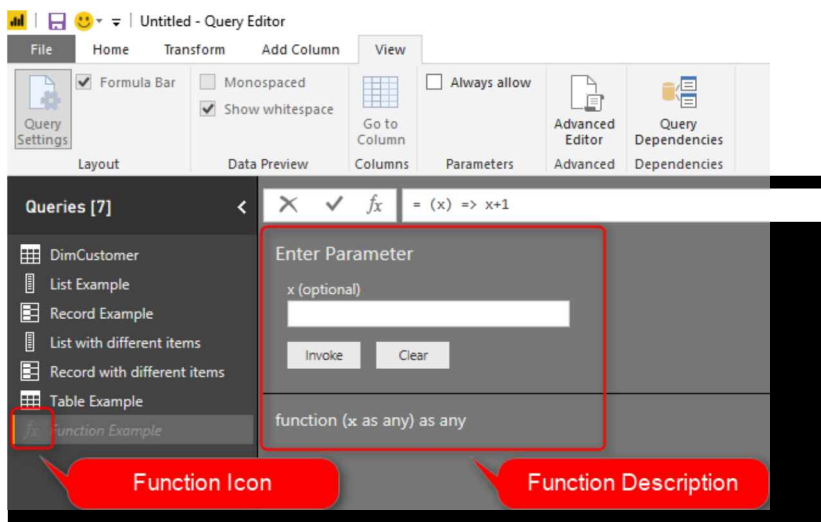 Untitled - Query Editor
File Home Transform Add Column View
Formula Bar Monospaced Always allow
Show whitespace
Query Settings
Go to Column
Advanced Editor
Query Dependencies
Layout Data Preview Columns Parameters Advanced Dependencies
Queries [7]
fx = (x) => x+1
DimCustomer
List Example
Record Example
List with different items
Record with different items
Table Example
fx Function Example
Enter Parameter
x (optional)
Invoke Clear
function (x as any) as any
Function Icon
Function Description